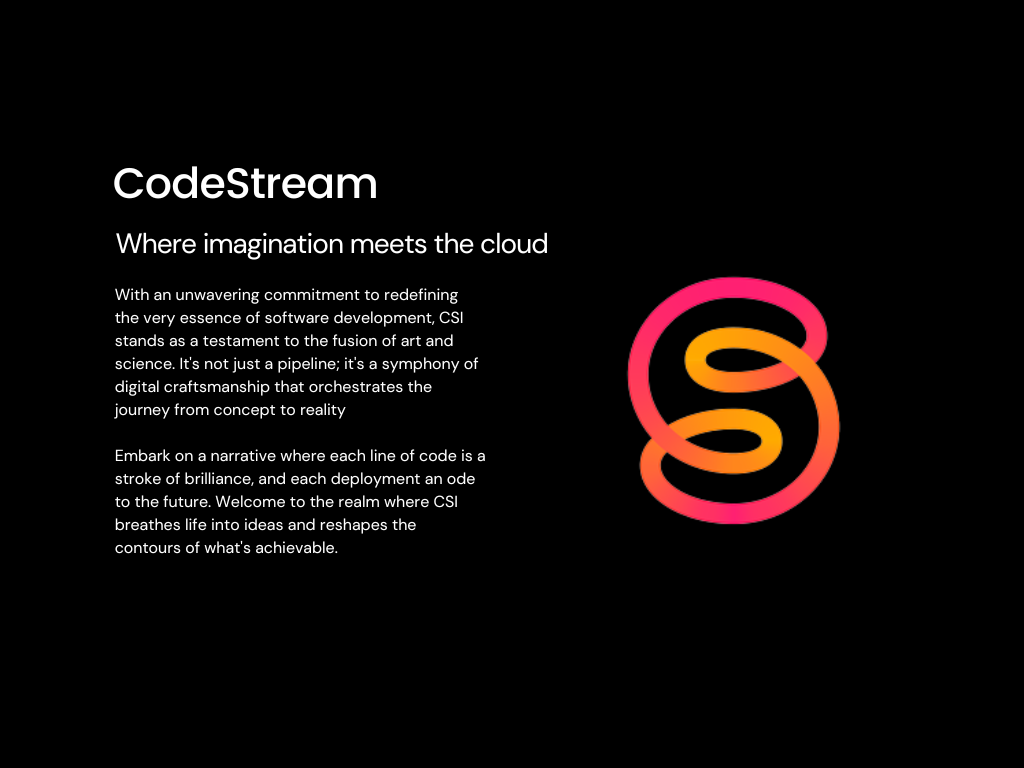 CodeStream
Where imagination meets the cloud
With an unwavering commitment to redefining
the very essence of software development, CSI
stands as a testament to the fusion of art and
science. It's not just a pipeline; it's a symphony of
digital craftsmanship that orchestrates the
journey from concept to reality
Embark on a narrative where each line of code is a
stroke of brilliance, and each deployment an ode
to the future. Welcome to the realm where CSI
breathes life into ideas and reshapes the
contours of what's achievable.